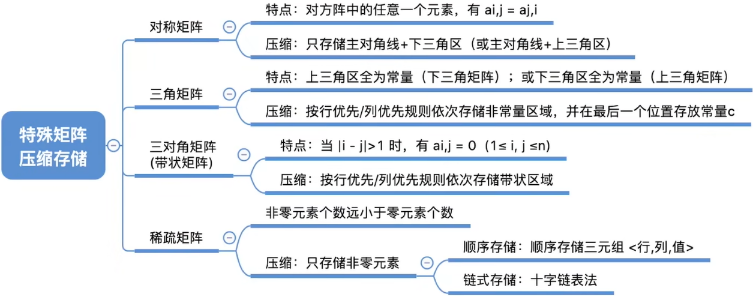 特殊矩阵
压缩存储
对称矩阵
特点：对方阵中的任意一个元素，有 ai,j = aj,i
压缩：只存储主对角线+下三角区（或主对角线+上三角区）
三角矩阵
特点：上三角区全为常量（下三角矩阵）；或下三角区全为常量（上三角矩阵）
压缩：按行优先/列优先规则依次存储非常量区域，并在最后一个位置存放常量c
三对角矩阵
(带状矩阵)
特点：当 |i - j|>1 时，有 ai,j = 0（1≤ i, j ≤n)
压缩：按行优先/列优先规则依次存储带状区域
稀疏矩阵
非零元素个数远小于零元素个数
压缩：只存储非零元素
顺序存储：顺序存储三元组 <行,列,值>
链式存储：十字链表法